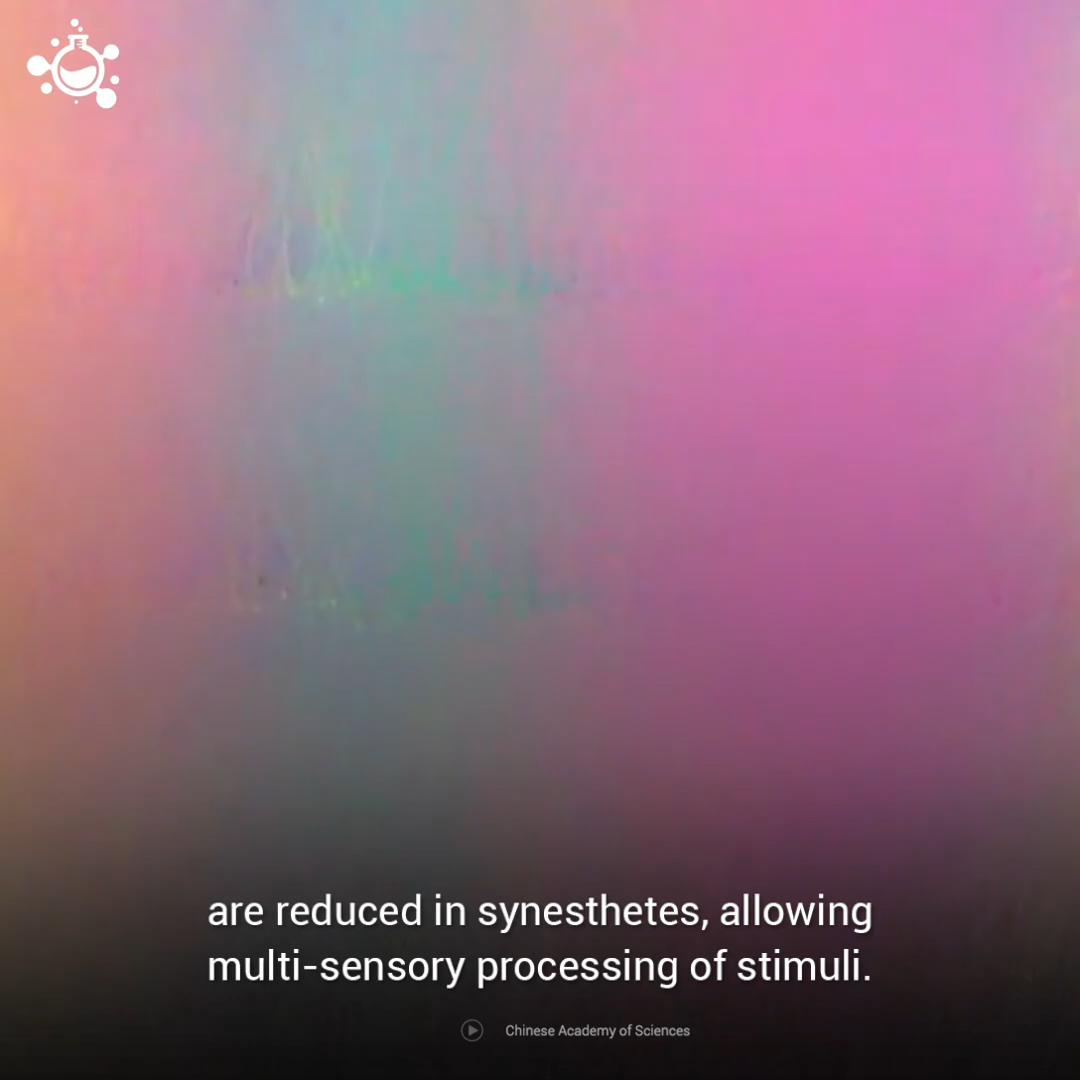 are reduced in synesthetes, allowing
multi-sensory processing of stimuli.
Chinese Academy of Sciences